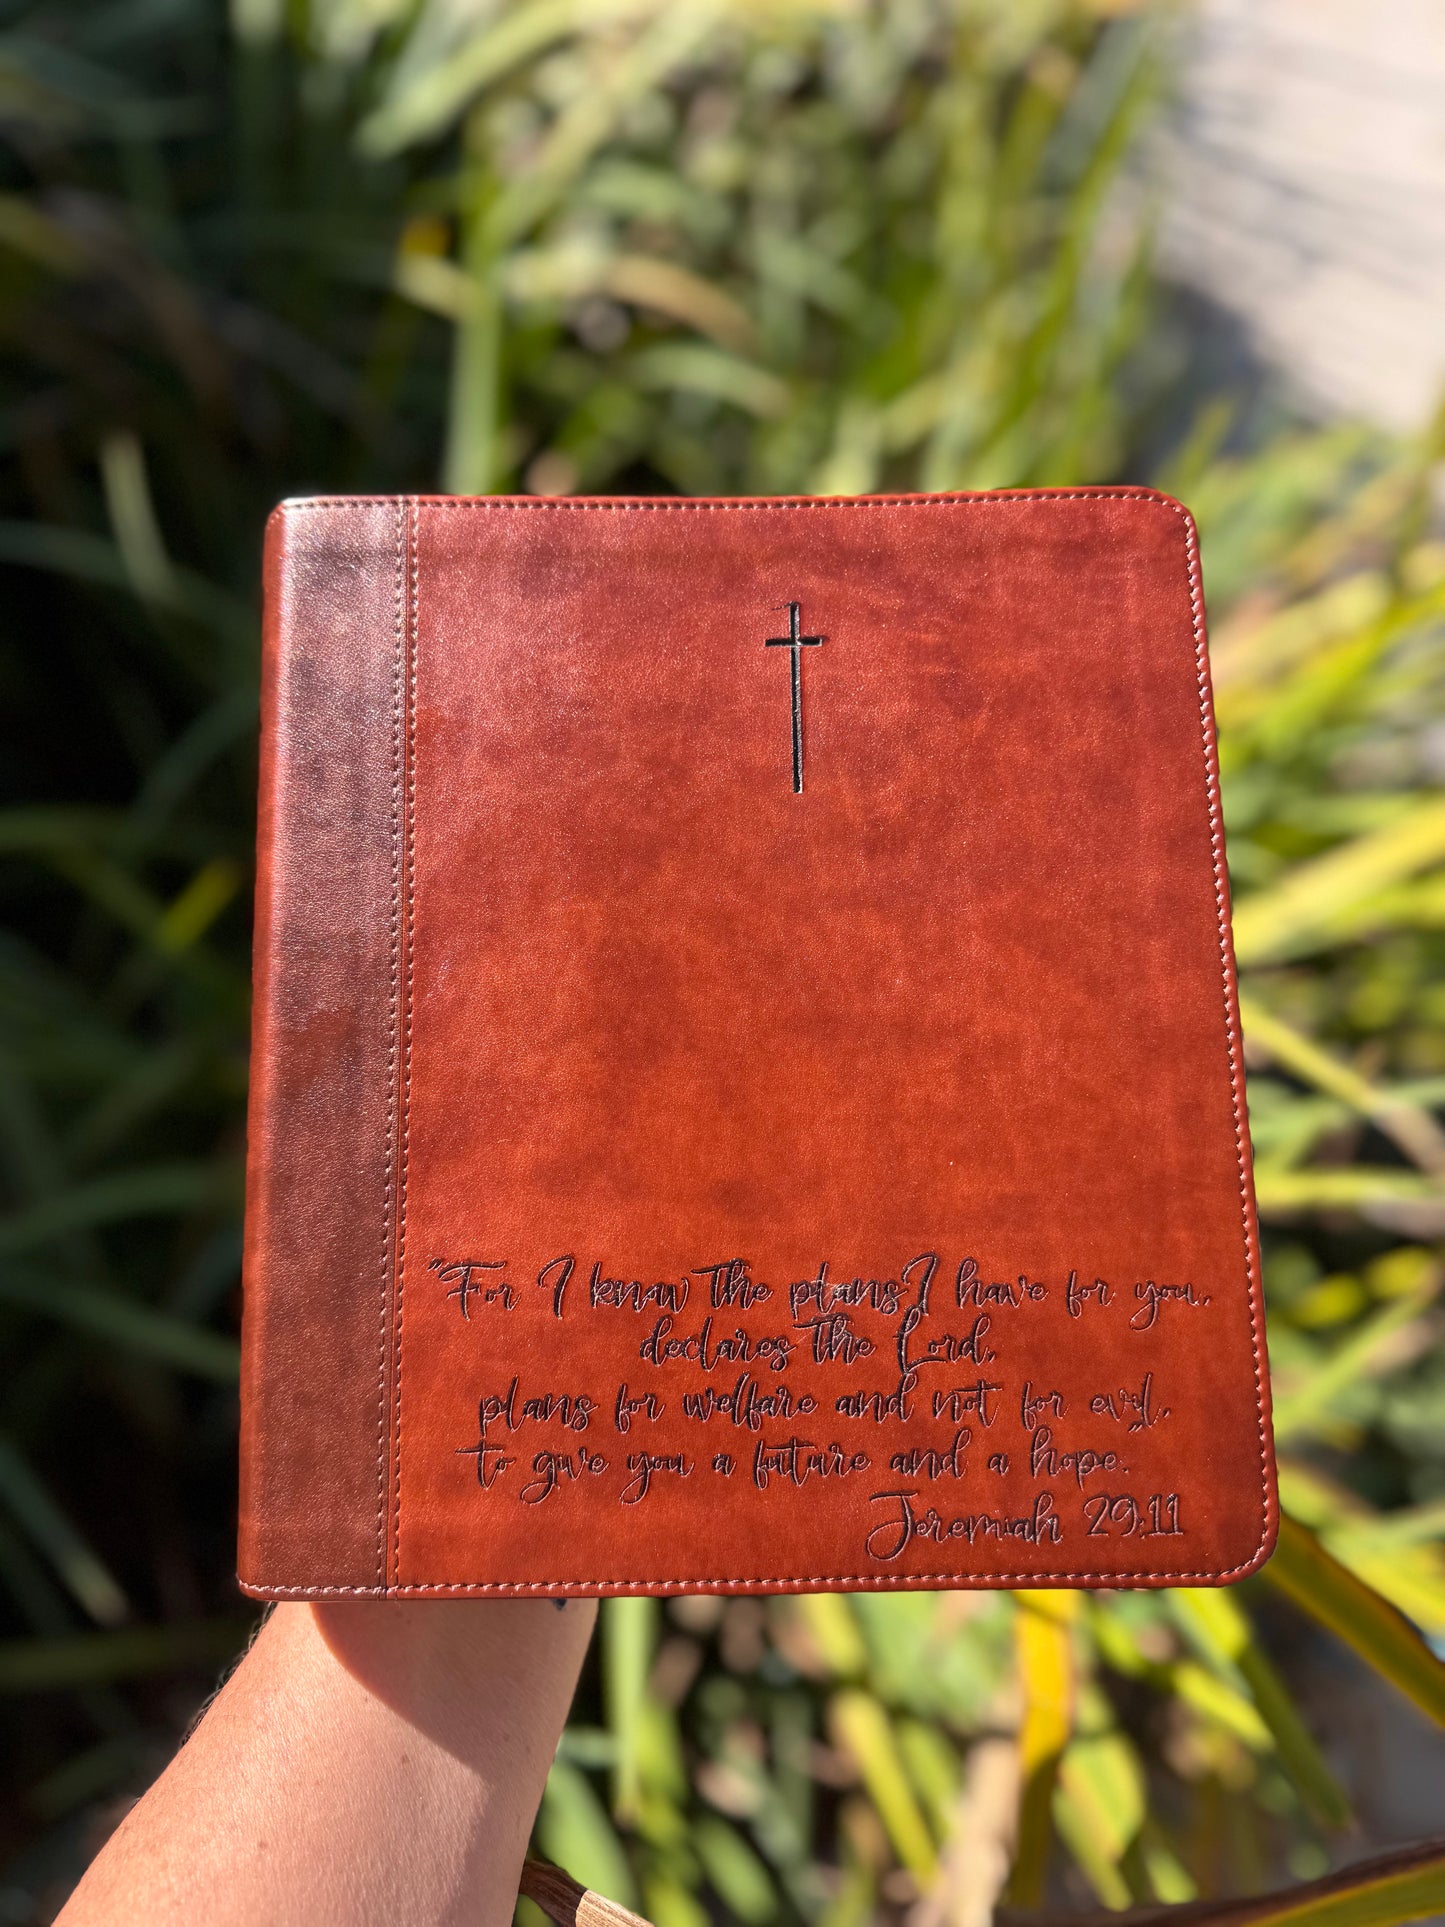 "For I know the plans I have for you,
declares the Lord,
plans for welfare and not for evil,
to give you a future and a hope."
Jeremiah 29:11